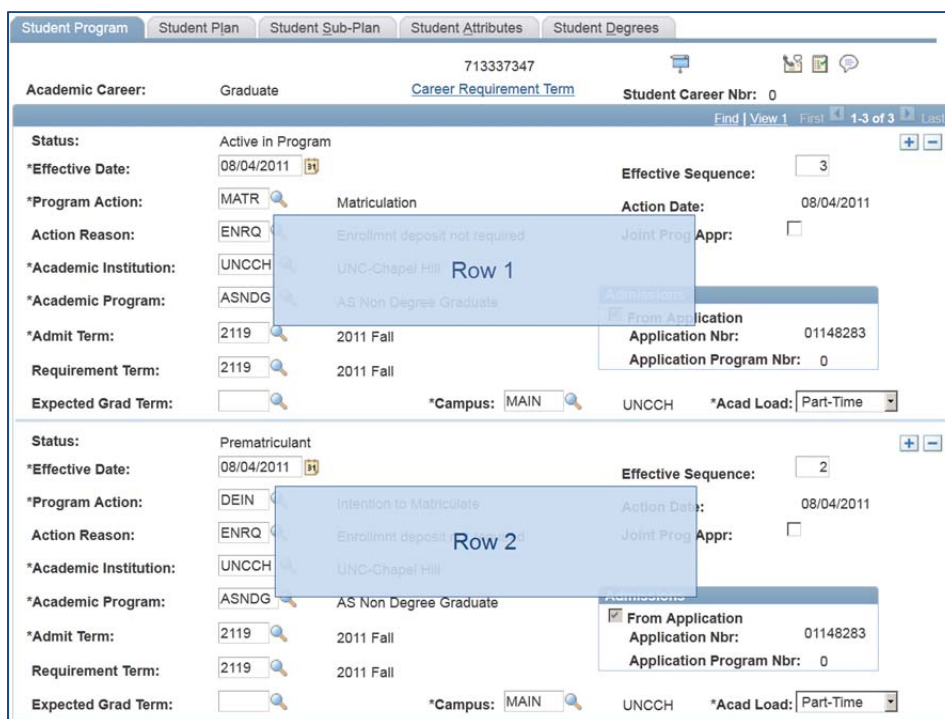 Student Program Student Plan Student Sub-Plan Student Attributes Student Degrees
713337347
Academic Career: Graduate Career Requirement Term Student Career Nbr: 0
Find | View 1 First 1-3 of 3 Last
Status: Active in Program
*Effective Date: 08/04/2011 31 Effective Sequence: 3
*Program Action: MATR Matriculation Action Date: 08/04/2011
Action Reason: ENRQ Enrollmnt deposit not required Joint Prog Appr:
*Academic Institution: UNCCH UNC-Chapel Hill
Row 1
*Academic Program: ASNDG AS Non Degree Graduate Admissions
From Application
*Admit Term: 2119 2011 Fall Application Nbr: 01148283
Application Program Nbr: 0
Requirement Term: 2119 2011 Fall
Expected Grad Term: *Campus: MAIN UNCCH *Acad Load: Part-Time
Status: Prematriculant
*Effective Date: 08/04/2011 31 Effective Sequence: 2
*Program Action: DEIN Intention to Matriculate Action Date: 08/04/2011
Action Reason: ENRQ Enrollmnt deposit Joint Prog Appr:
Row 2
*Academic Institution: UNCCH UNC-Chapel Hill
*Academic Program: ASNDG AS Non Degree Graduate Admissions
From Application
*Admit Term: 2119 2011 Fall Application Nbr: 01148283
Application Program Nbr: 0
Requirement Term: 2119 2011 Fall
Expected Grad Term: *Campus: MAIN UNCCH *Acad Load: Part-Time